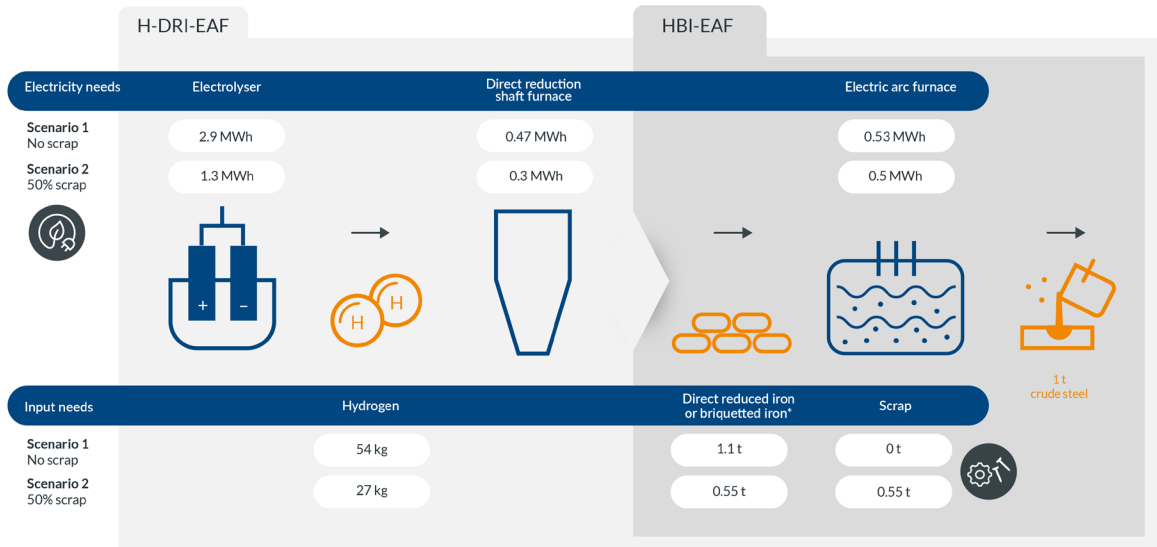 H-DRI-EAF
HBI-EAF
Electricity needs
Electrolyser
Direct reduction
shaft furnace
Electric arc furnace
Scenario 1
No scrap
2.9 MWh
0.47 MWh
0.53 MWh
Scenario 2
50% scrap
1.3 MWh
0.3 MWh
0.5 MWh
+
–
H
H
1 t
crude steel
Input needs
Hydrogen
Direct reduced iron
or briquetted iron*
Scrap
Scenario 1
No scrap
54 kg
1.1 t
0 t
Scenario 2
50% scrap
27 kg
0.55 t
0.55 t